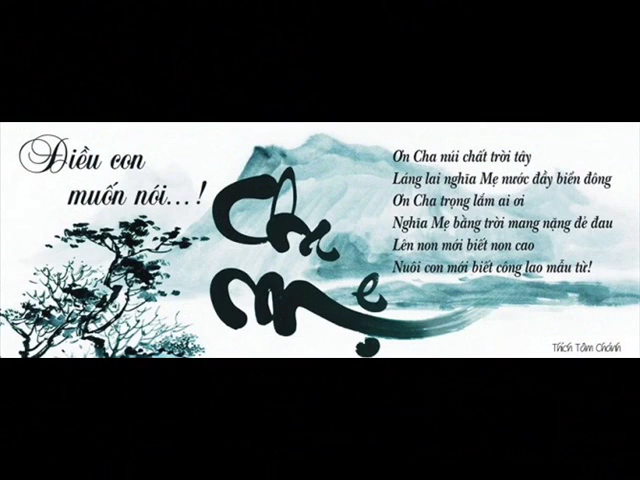 Điều con
muốn nói...!
Cha
Mẹ
Ơn Cha núi chất trời tây
Láng lai nghĩa Mẹ mước đầy biển đông
Ơn Cha trọng lắm ai ơi
Nghĩa Mẹ bằng trời mang nặng đẻ đau
Lên non mới biết non cao
Nuôi con mới biết công lao mẫu từ!
Thích Tâm Chánh